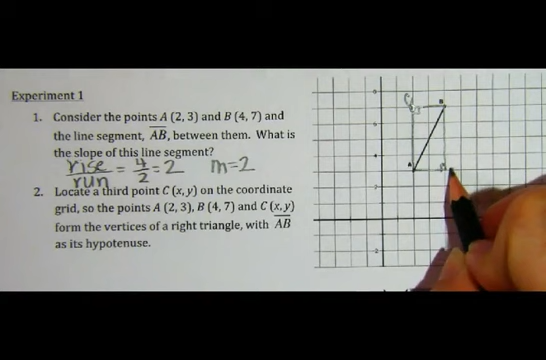 Experiment 1
1. Consider the points A (2, 3) and B (4, 7) and
the line segment, AB, between them. What is
the slope of this line segment?
rise/run = 4/2 = 2 m=2
2. Locate a third point C (x, y) on the coordinate
grid, so the points A (2, 3), B (4, 7) and C (x, y)
form the vertices of a right triangle, with AB
as its hypotenuse.